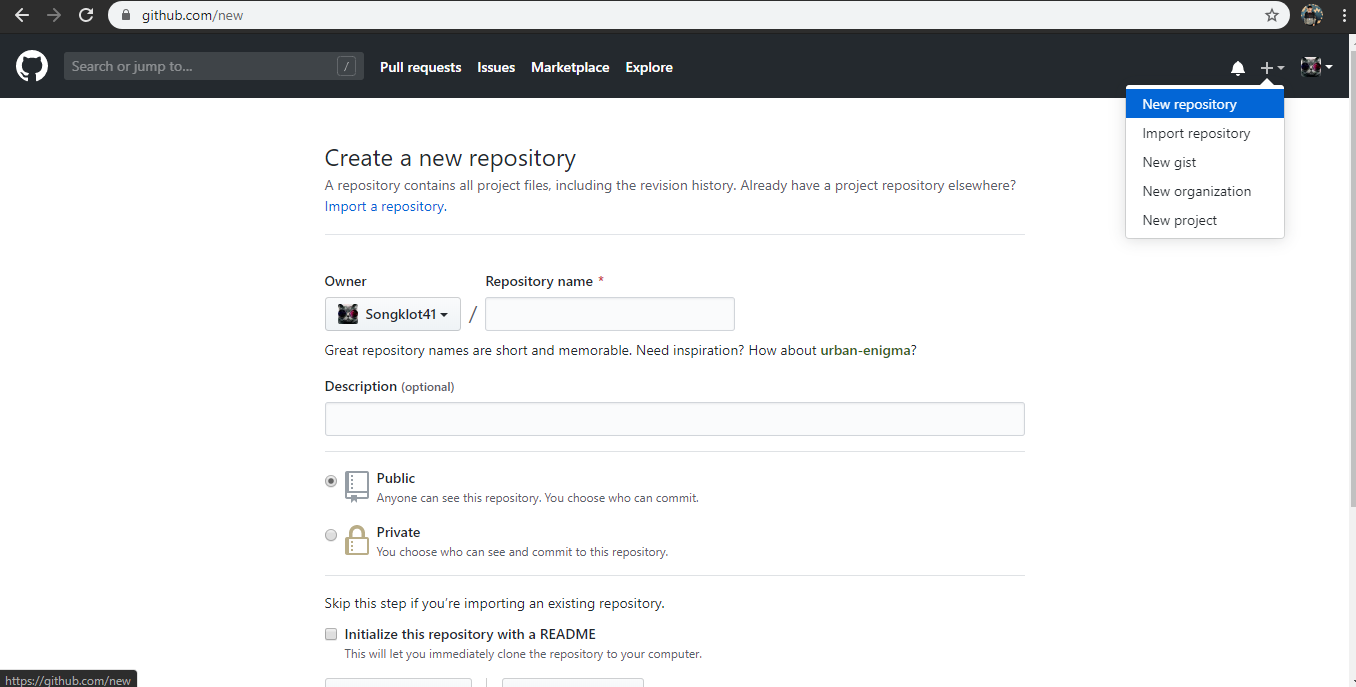 github.com/new
Search or jump to...
/
Pull requests
Issues
Marketplace
Explore
New repository
Import repository
New gist
New organization
New project
Create a new repository
A repository contains all project files, including the revision history. Already have a project repository elsewhere?
Import a repository.
Owner
Repository name *
Songklot41
/
Great repository names are short and memorable. Need inspiration? How about urban-enigma?
Description (optional)
Public
Anyone can see this repository. You choose who can commit.
Private
You choose who can see and commit to this repository.
Skip this step if you're importing an existing repository.
Initialize this repository with a README
This will let you immediately clone the repository to your computer.
https://github.com/new